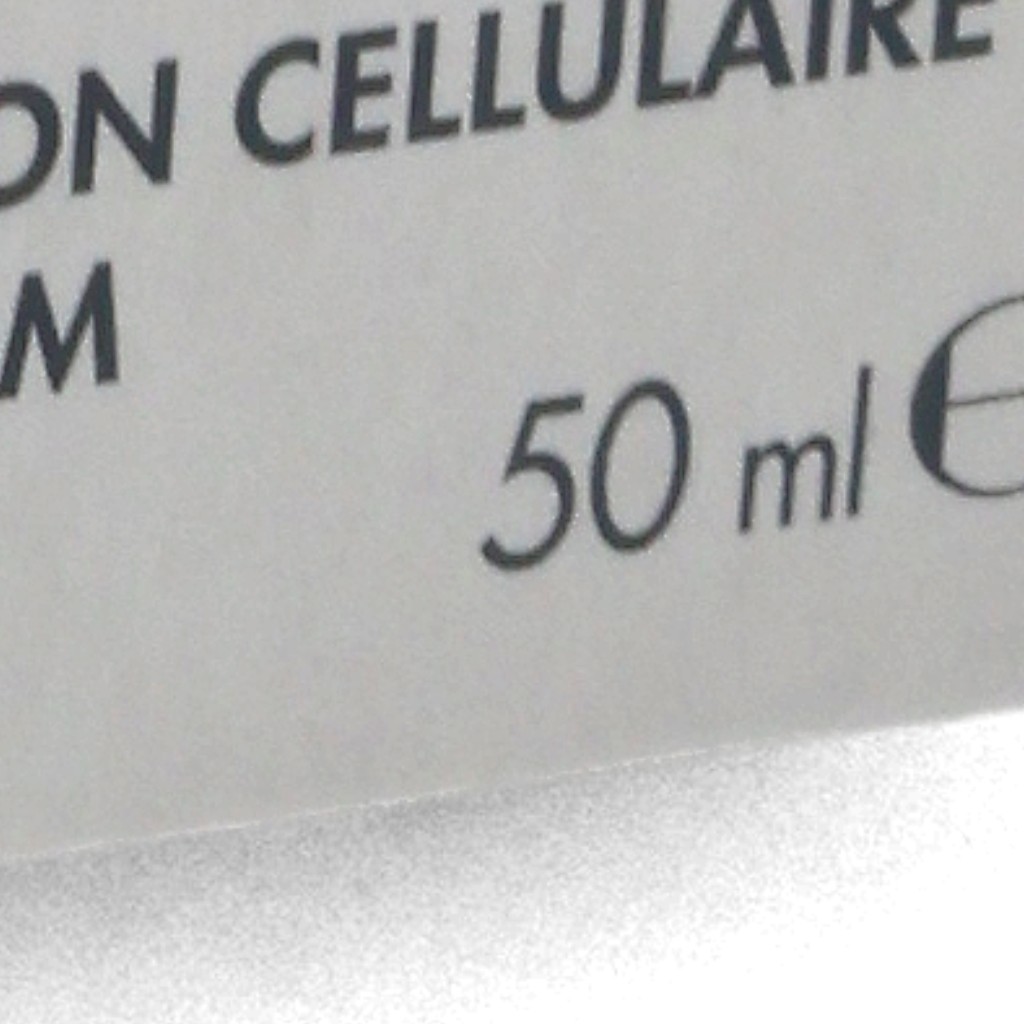 ON CELLULAIRE
M
50 ml ℮